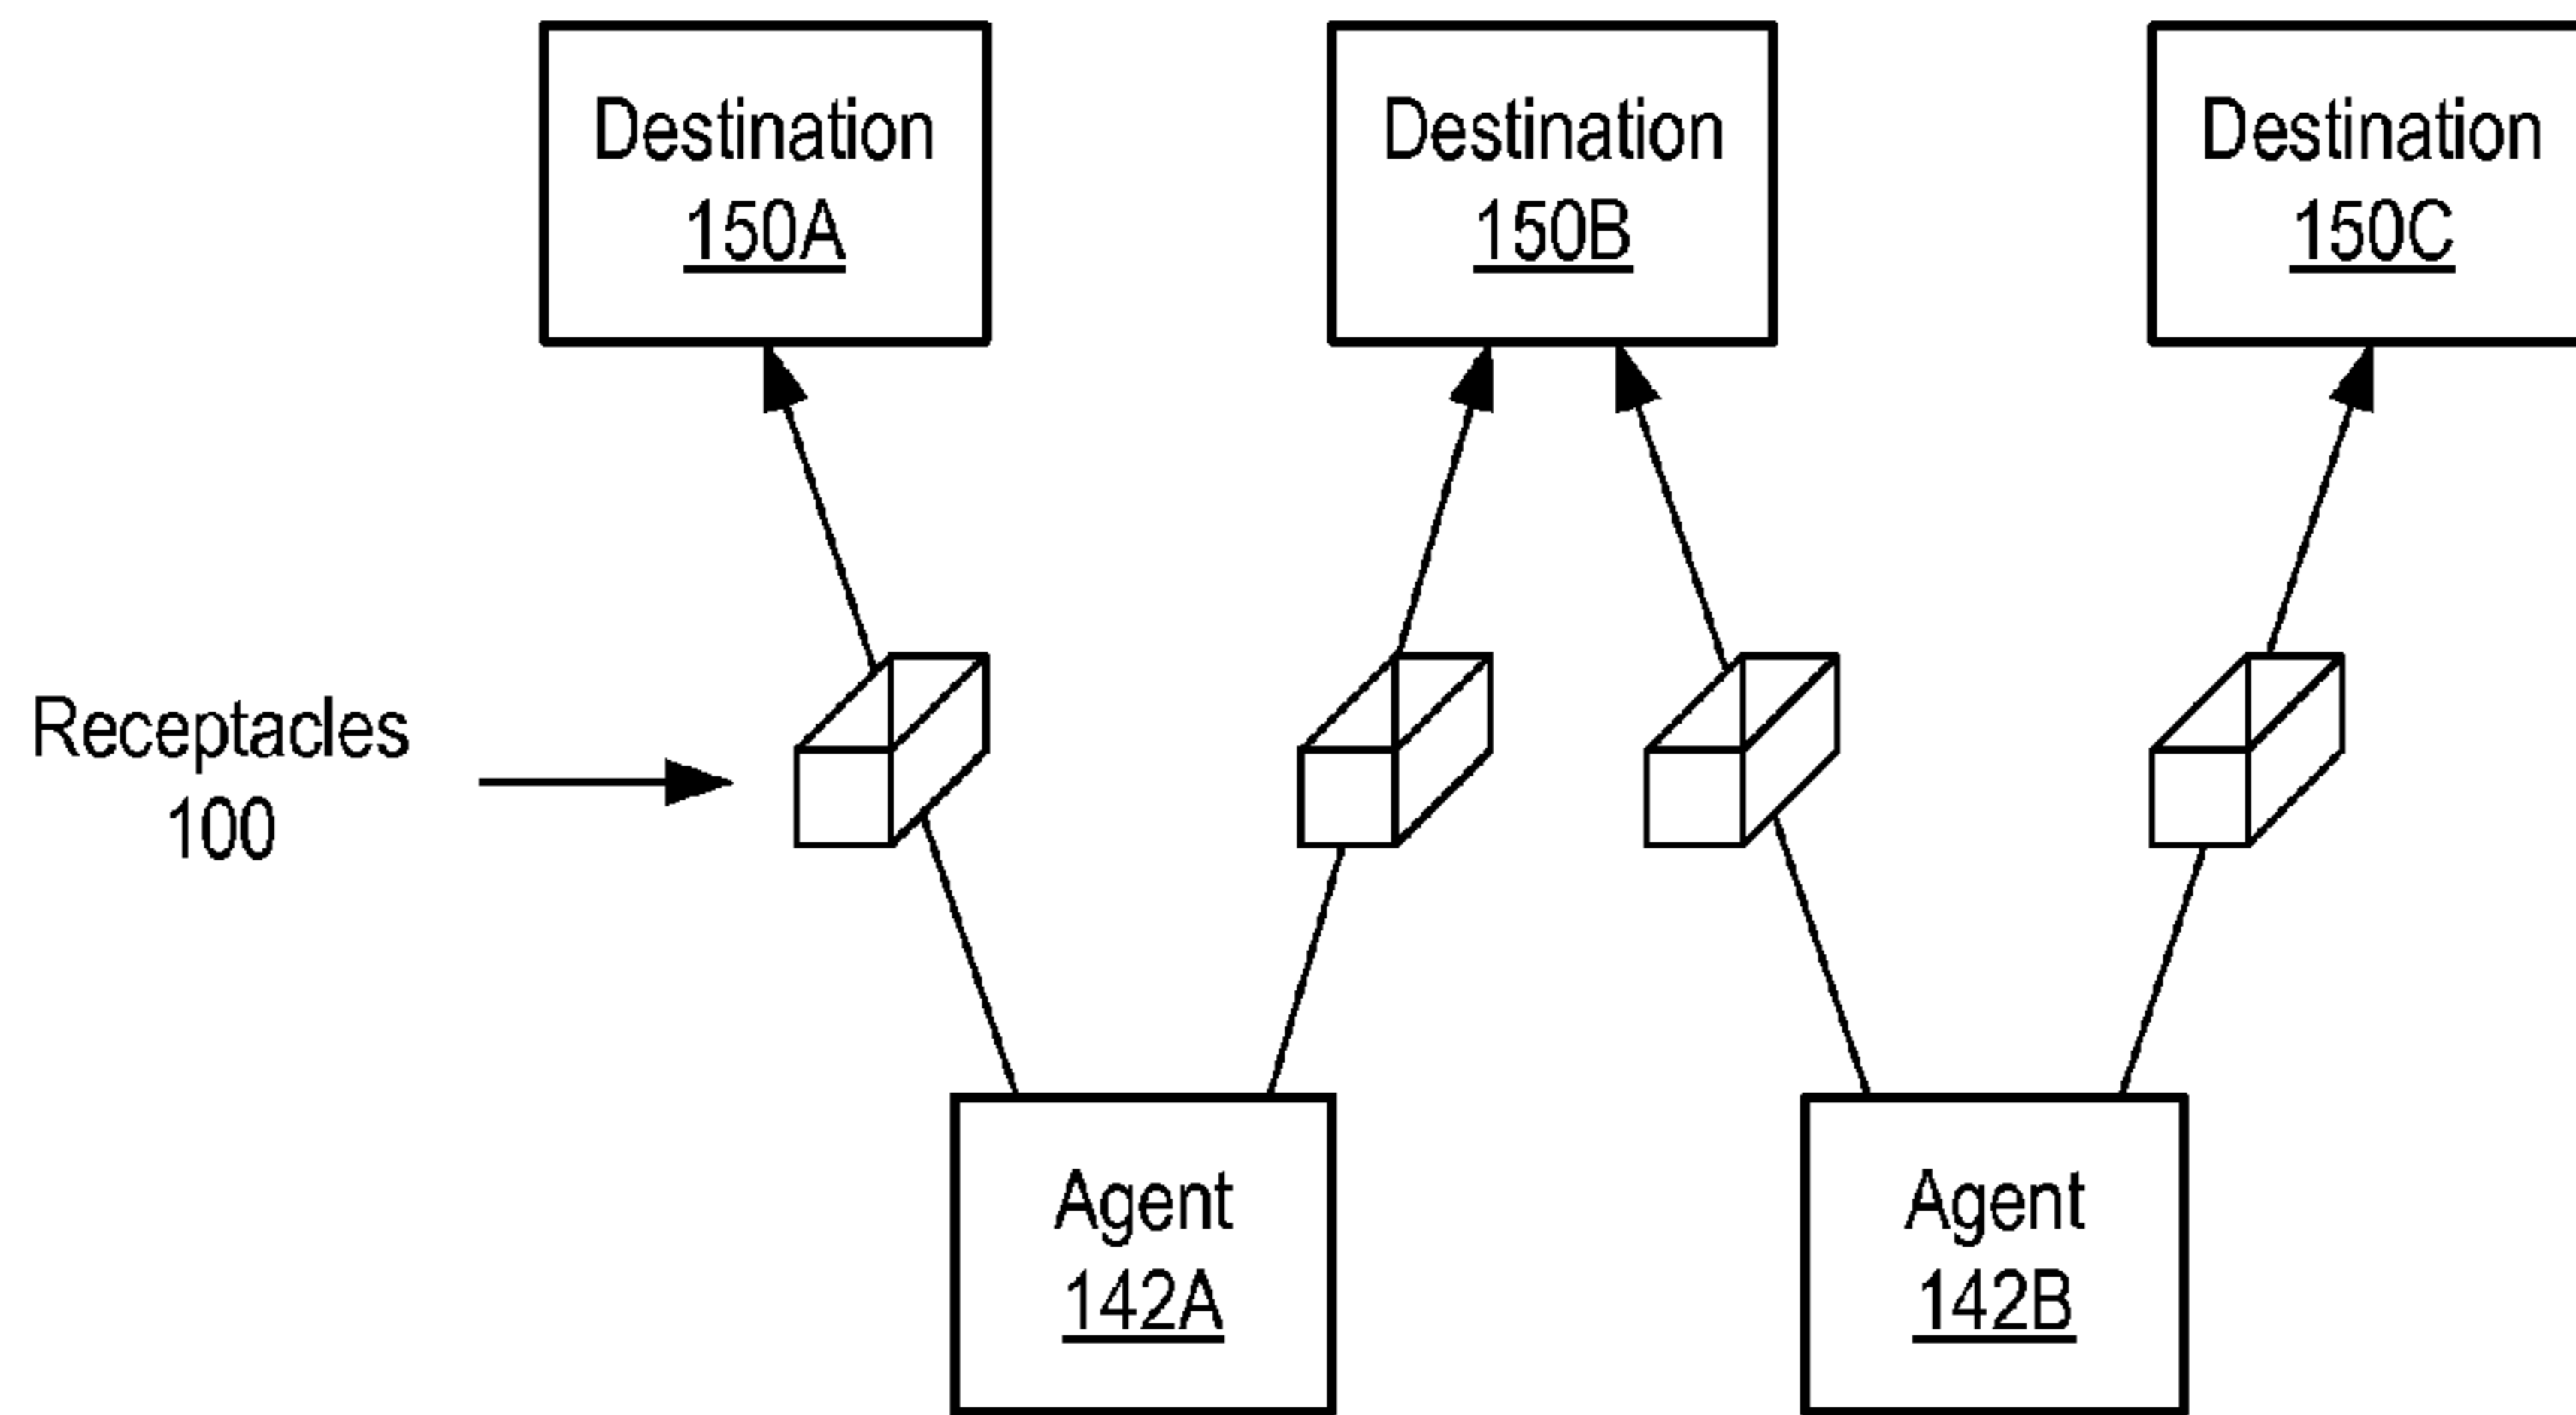 Destination
150A
Destination
150B
Destination
150C
Receptacles
100
Agent
142A
Agent
142B